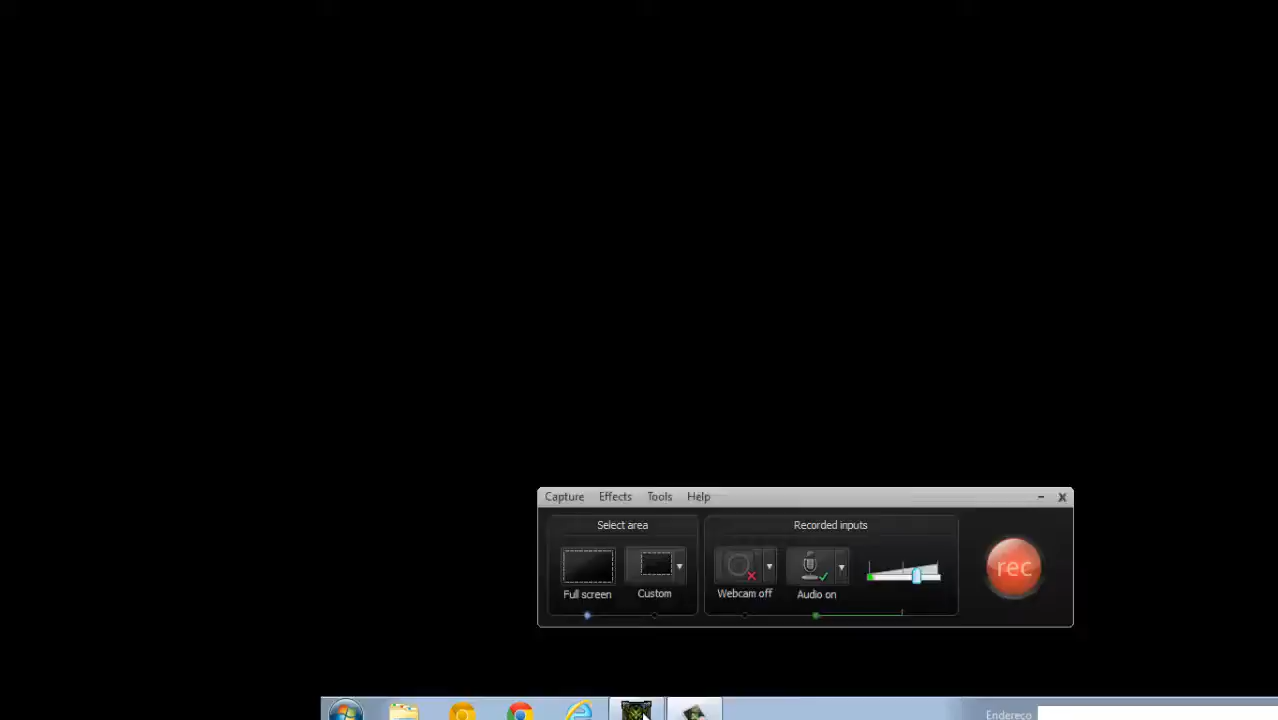 Capture Effects Tools Help
Select area
Recorded inputs
Full screen
Custom
Webcam off
Audio on
rec
Endereço